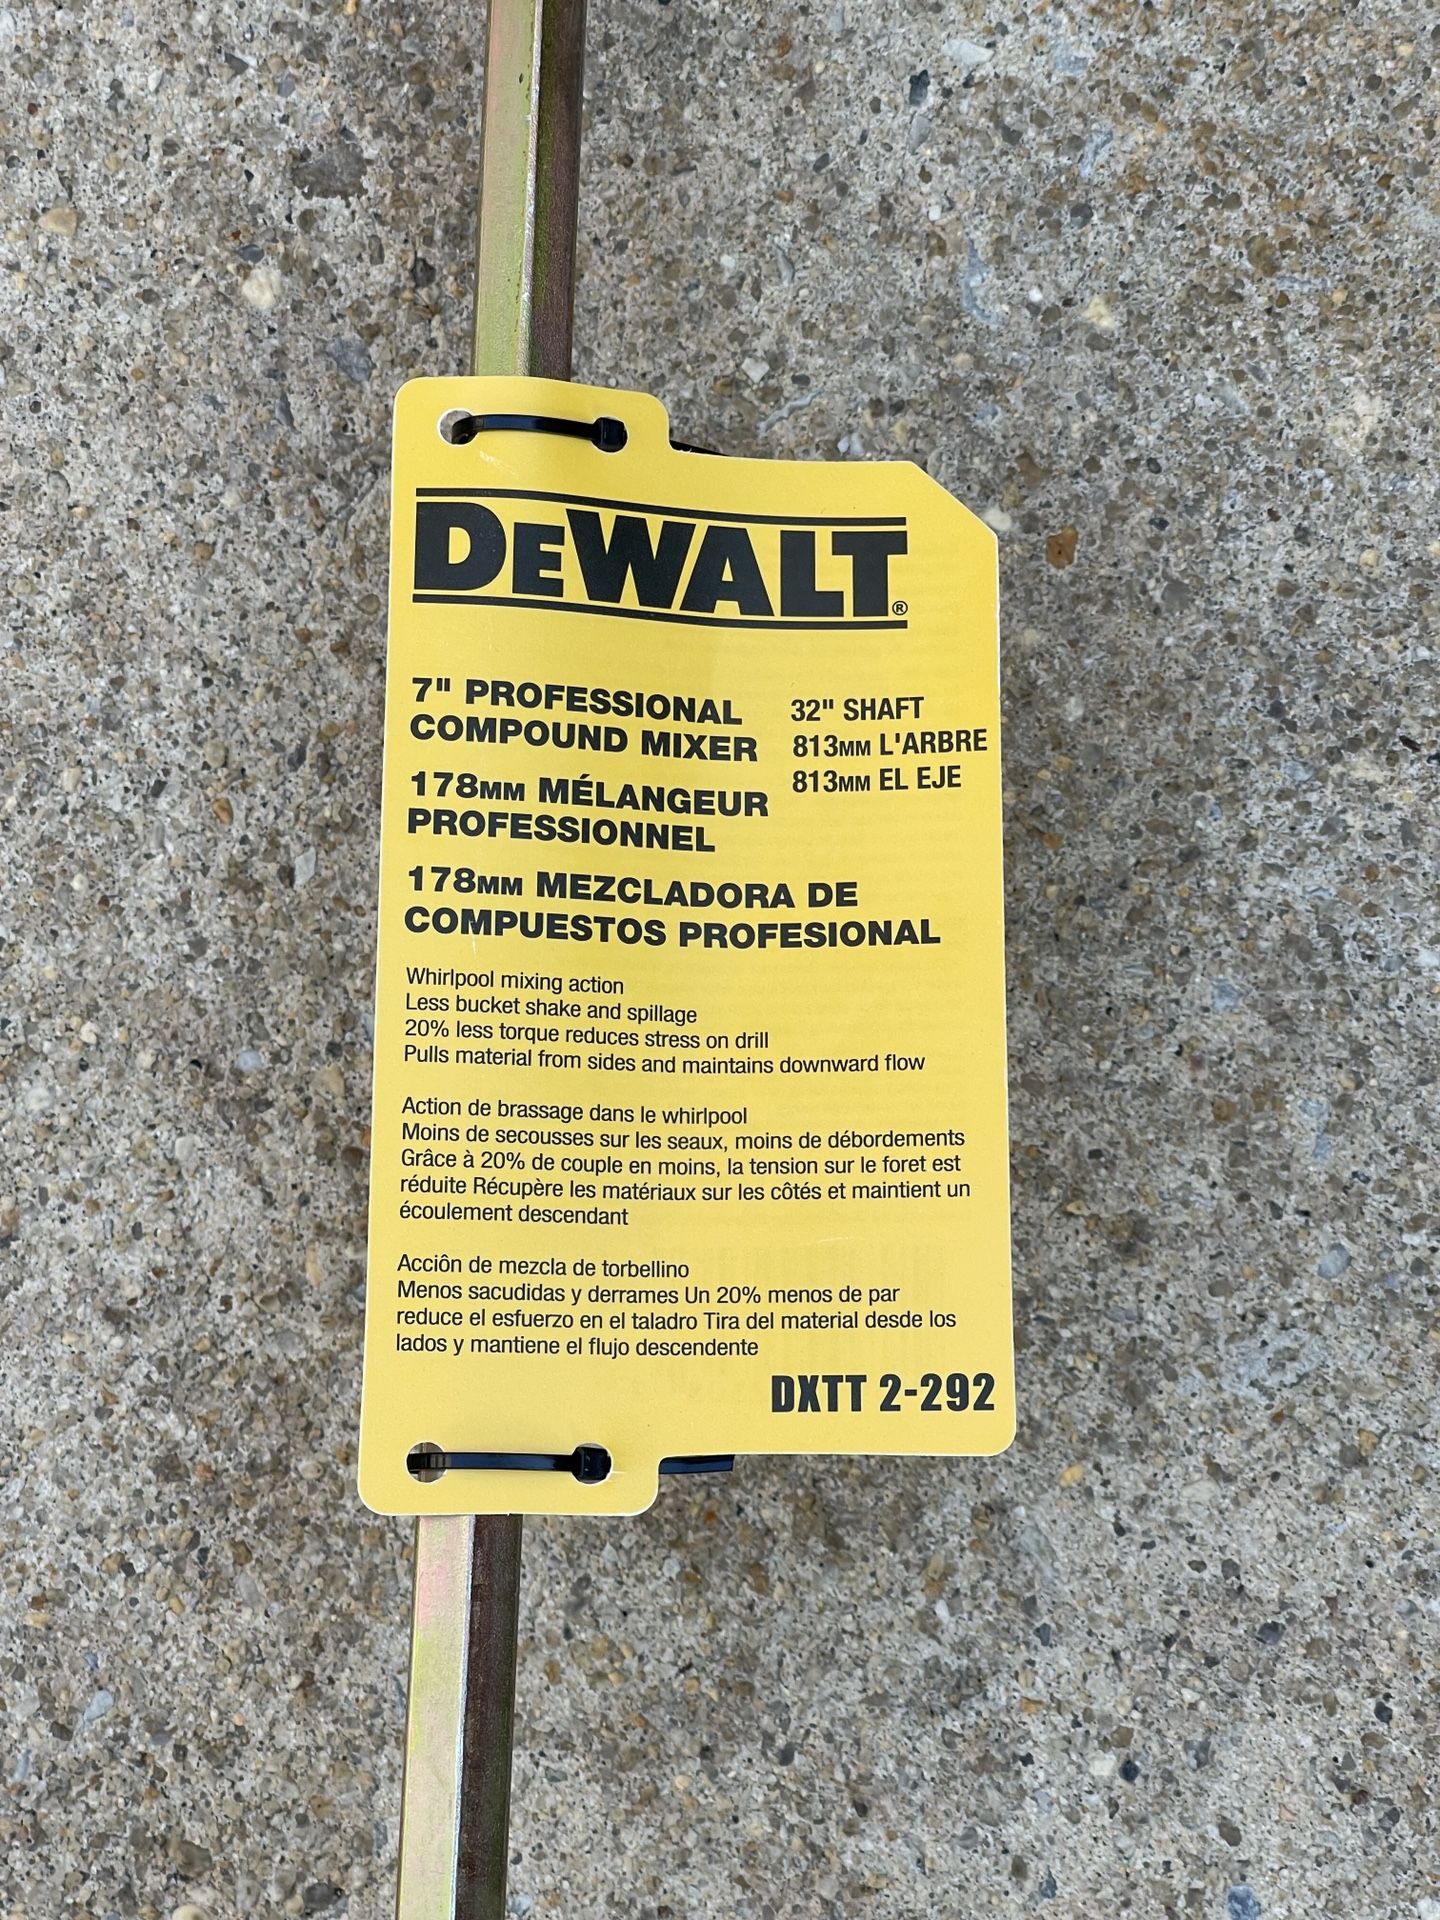 DEWALT®
7" PROFESSIONAL
COMPOUND MIXER
32" SHAFT
813MM L'ARBRE
813MM EL EJE
178MM MÉLANGEUR
PROFESSIONNEL
178MM MEZCLADORA DE
COMPUESTOS PROFESIONAL
Whirlpool mixing action
Less bucket shake and spillage
20% less torque reduces stress on drill
Pulls material from sides and maintains downward flow
Action de brassage dans le whirlpool
Moins de secousses sur les seaux, moins de débordements
Grâce à 20% de couple en moins, la tension sur le foret est
réduite Récupère les matériaux sur les côtés et maintient un
écoulement descendant
Acciôn de mezcla de torbellino
Menos sacudidas y derrames Un 20% menos de par
reduce el esfuerzo en el taladro Tira del material desde los
lados y mantiene el flujo descendente
DXTT 2-292